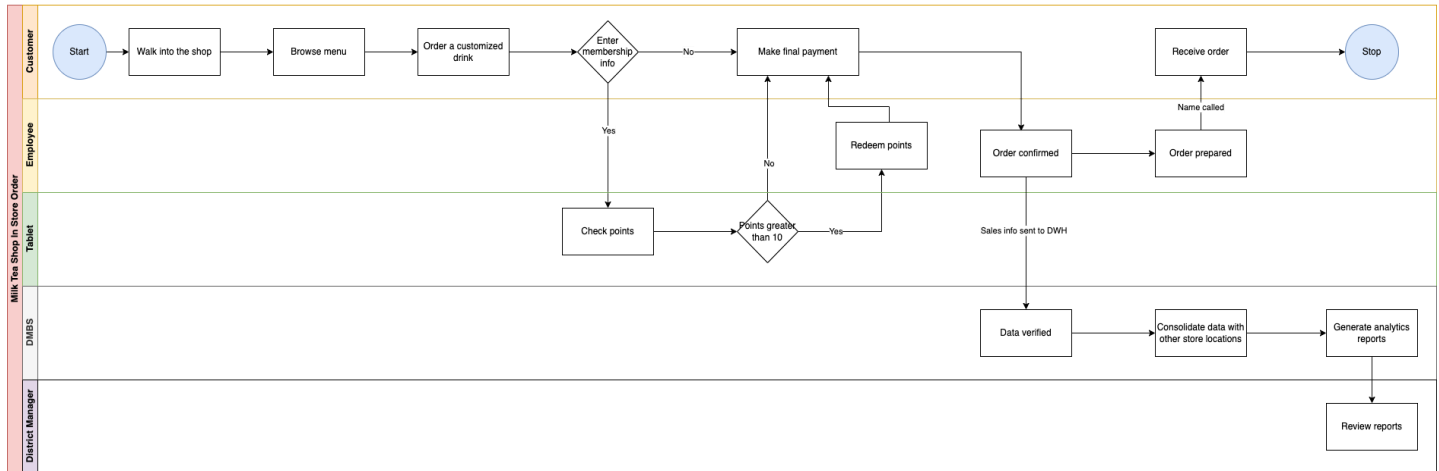 Milk Tea Shop In Store Order
Customer
Start
Walk into the shop
Browse menu
Order a customized
drink
Enter
membership
info
No
Make final payment
Receive order
Stop
Employee
Yes
No
Redeem points
Order confirmed
Order prepared
Name called
Tablet
Check points
Points greater
than 10
Yes
Sales info sent to DWH
DMBS
Data verified
Consolidate data with
other store locations
Generate analytics
reports
District Manager
Review reports